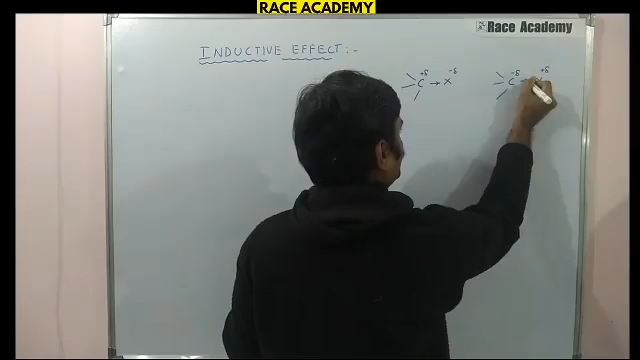 RACE ACADEMY
Race Academy
INDUCTIVE EFFECT:-
+δ -δ
C → X
-δ +δ
C